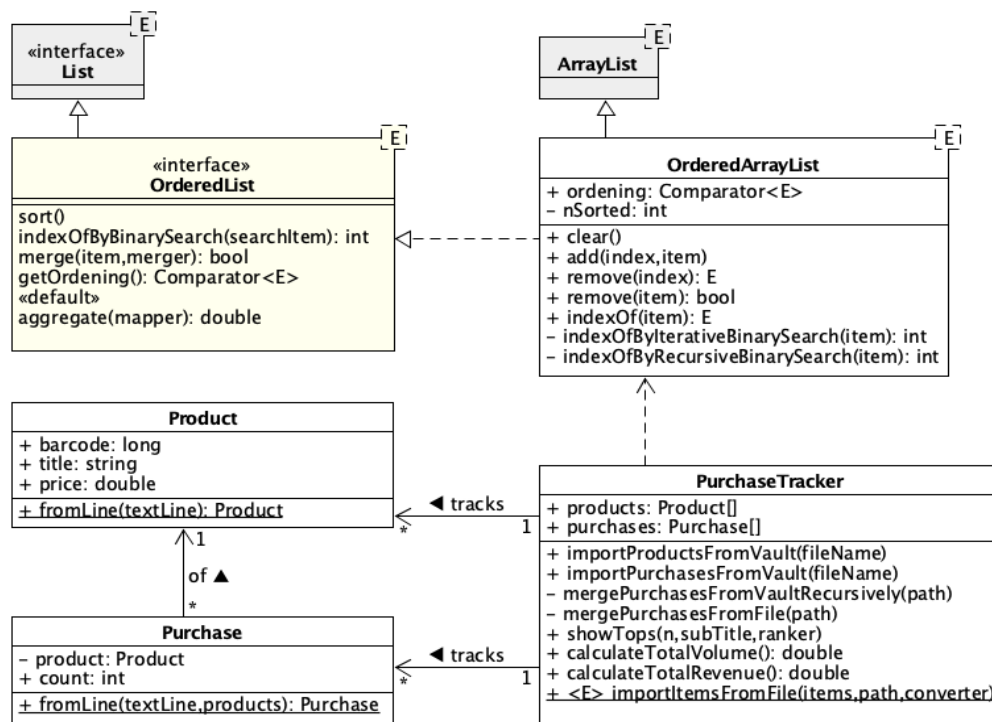 E
«interface»
List
E
ArrayList
E
«interface»
OrderedList
sort()
indexOfByBinarySearch(searchItem): int
merge(item,merger): bool
getOrdening(): Comparator<E>
«default»
aggregate(mapper): double
E
OrderedArrayList
+ ordening: Comparator<E>
- nSorted: int
+ clear()
+ add(index,item)
+ remove(index): E
+ remove(item): bool
+ indexOf(item): E
- indexOfByIterativeBinarySearch(item): int
- indexOfByRecursiveBinarySearch(item): int
Product
+ barcode: long
+ title: string
+ price: double
+ fromLine(textLine): Product
◀ tracks
*
1
1
of ▲
*
Purchase
- product: Product
+ count: int
+ fromLine(textLine,products): Purchase
◀ tracks
*
1
PurchaseTracker
+ products: Product[]
+ purchases: Purchase[]
+ importProductsFromVault(fileName)
+ importPurchasesFromVault(fileName)
- mergePurchasesFromVaultRecursively(path)
- mergePurchasesFromFile(path)
+ showTops(n,subTitle,ranker)
+ calculateTotalVolume(): double
+ calculateTotalRevenue(): double
+ <E> importItemsFromFile(items,path,converter)